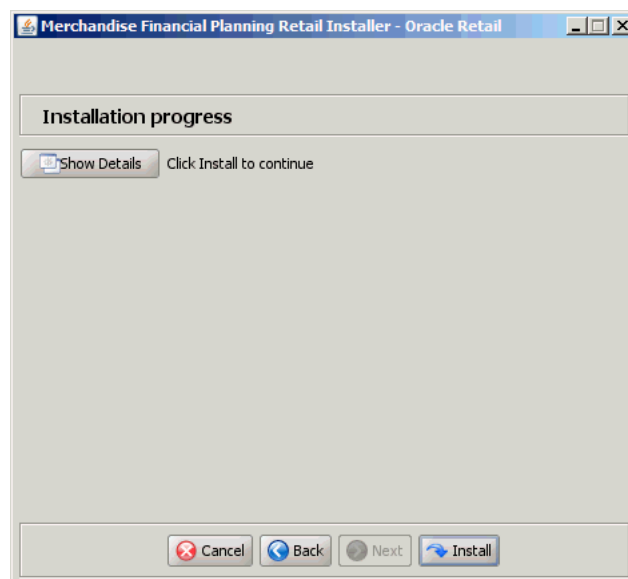 Merchandise Financial Planning Retail Installer - Oracle Retail
Installation progress
Show Details Click Install to continue
Cancel Back Next Install